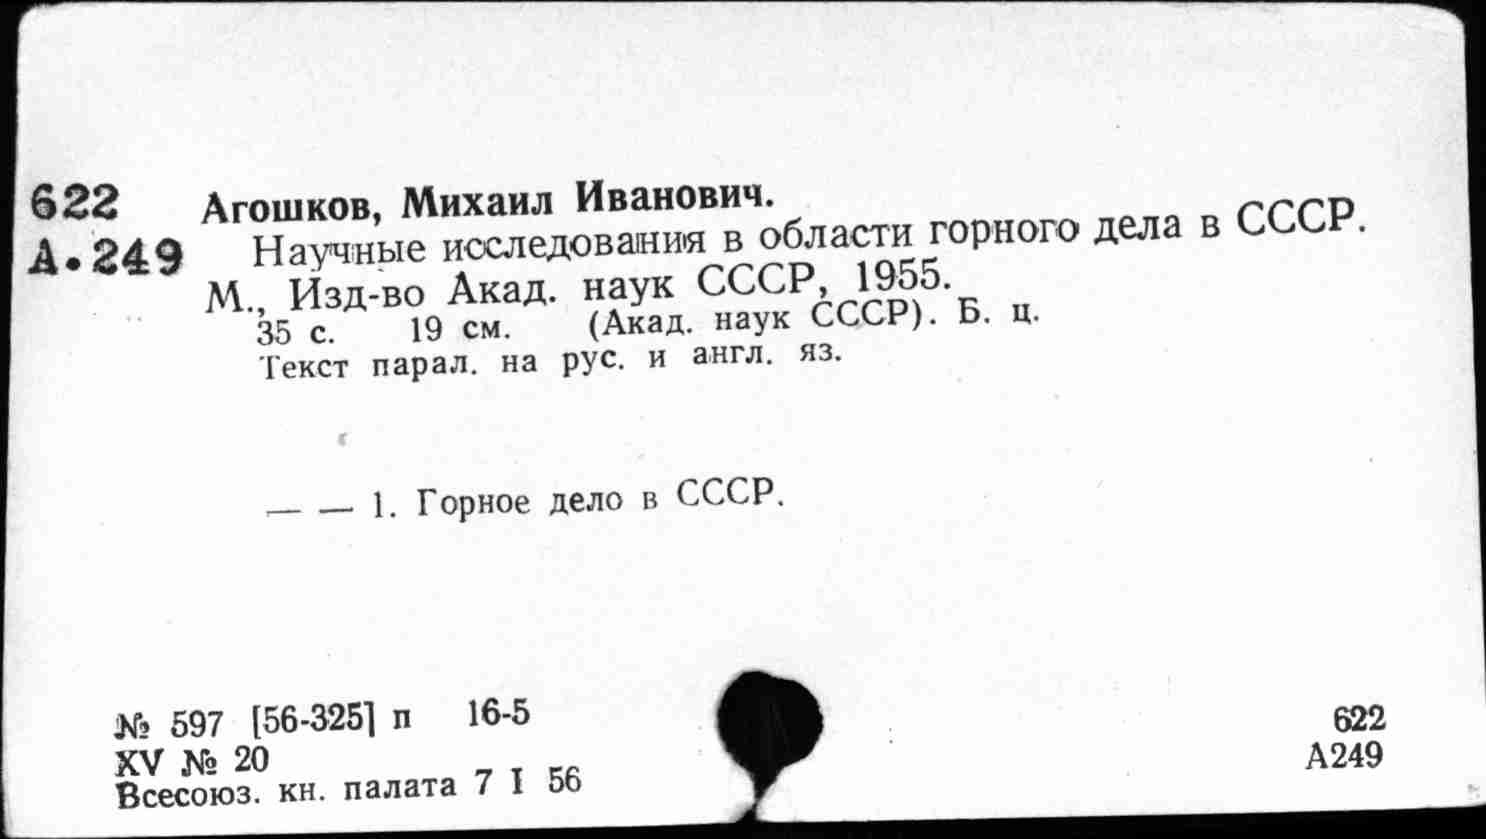 622 Агошков, Михаил Иванович.
А.249 Научные исследования в области горного дела в СССР.
М., Изд-во Акад. наук СССР, 1955.
35 с. 19 см. (Акад. наук СССР). Б. ц.
Текст парал. на рус. и англ. яз.
— — 1. Горное дело в СССР.
№ 597 [56-325] п 16-5
XV № 20
Всесоюз. кн. палата 7 I 56
622
А249